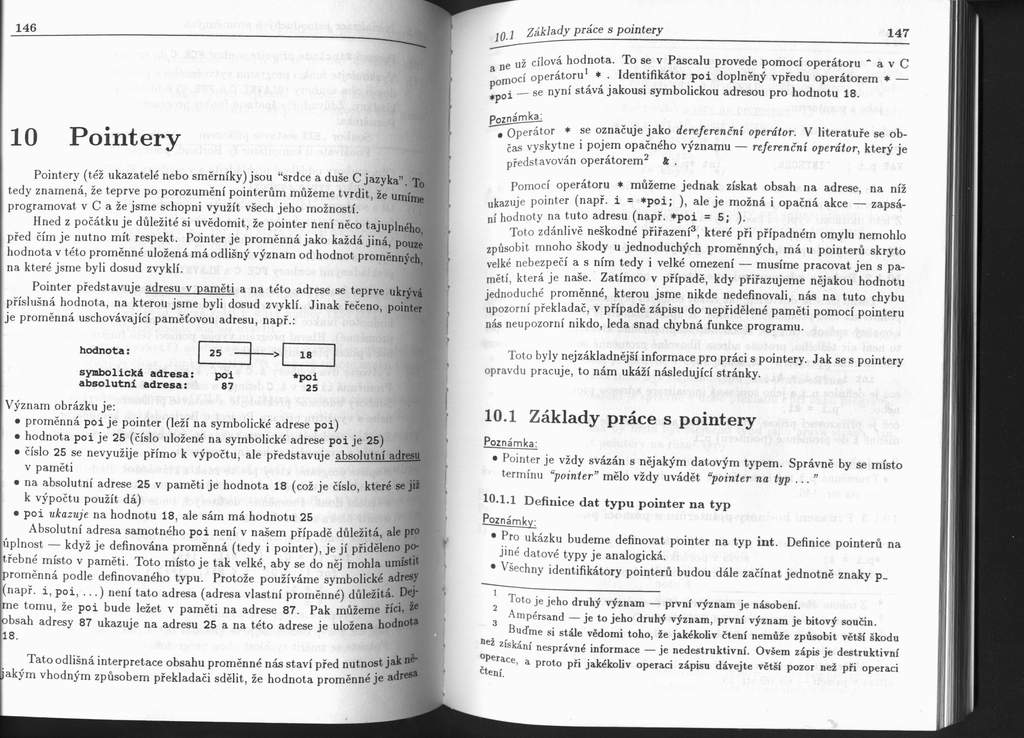 146
10 Pointery
Pointery (též ukazatelé nebo směrníky) jsou “srdce a duše C jazyka”. To
tedy znamená, že teprve po porozumění pointerům můžeme tvrdit, že umíme
programovat v C a že jsme schopni využít všech jeho možností.
Hned z počátku je důležité si uvědomit, že pointer není něco tajuplného,
před čím je nutno mít respekt. Pointer je proměnná jako každá jiná, pouze
hodnota v této proměnné uložená má odlišný význam od hodnot proměnných,
na které jsme byli dosud zvyklí.
Pointer představuje adresu v paměti a na této adrese se teprve ukrývá
příslušná hodnota, na kterou jsme byli dosud zvyklí. Jinak řečeno, pointer
je proměnná uschovávající paměťovou adresu, např.:
hodnota: 25 18
symbolická adresa: poi *poi
absolutní adresa: 87 25
Význam obrázku je:
• proměnná poi je pointer (leží na symbolické adrese poi)
• hodnota poi je 25 (číslo uložené na symbolické adrese poi je 25)
• číslo 25 se nevyužije přímo k výpočtu, ale představuje absolutní adresu
v paměti
• na absolutní adrese 25 v paměti je hodnota 18 (což je číslo, které se již
k výpočtu použít dá)
• poi ukazuje na hodnotu 18, ale sám má hodnotu 25
Absolutní adresa samotného poi není v našem případě důležitá, ale pro
úplnost — když je definována proměnná (tedy i pointer), je jí přiděleno po-
třebné místo v paměti. Toto místo je tak velké, aby se do něj mohla umístit
proměnná podle definovaného typu. Protože používáme symbolické adresy
(např. i, poi, ...) není tato adresa (adresa vlastní proměnné) důležitá. Dej-
me tomu, že poi bude ležet v paměti na adrese 87. Pak můžeme říci, že
obsah adresy 87 ukazuje na adresu 25 a na této adrese je uložena hodnota
18.
Tato odlišná interpretace obsahu proměnné nás staví před nutnost jak ně-
jakým vhodným způsobem překladači sdělit, že hodnota proměnné je adresa
10.1 Základy práce s pointery 147
a ne už cílová hodnota. To se v Pascalu provede pomocí operátoru ^ a v C
pomocí operátoru¹ * . Identifikátor poi doplněný vpředu operátorem * —
*poi — se nyní stává jakousi symbolickou adresou pro hodnotu 18.
Poznámka:
• Operátor * se označuje jako dereferenční operátor. V literatuře se ob-
čas vyskytne i pojem opačného významu — referenční operátor, který je
představován operátorem² & .
Pomocí operátoru * můžeme jednak získat obsah na adrese, na níž
ukazuje pointer (např. i = *poi; ), ale je možná i opačná akce — zapsá-
ní hodnoty na tuto adresu (např. *poi = 5; ).
Toto zdánlivě neškodné přiřazení³, které při případném omylu nemohlo
způsobit mnoho škody u jednoduchých proměnných, má u pointerů skryto
velké nebezpečí a s ním tedy i velké omezení — musíme pracovat jen s pa-
mětí, která je naše. Zatímco v případě, kdy přiřazujeme nějakou hodnotu
jednoduché proměnné, kterou jsme nikde nedefinovali, nás na tuto chybu
upozorní překladač, v případě zápisu do nepřidělené paměti pomocí pointeru
nás neupozorní nikdo, leda snad chybná funkce programu.
Toto byly nejzákladnější informace pro práci s pointery. Jak se s pointery
opravdu pracuje, to nám ukáží následující stránky.
10.1 Základy práce s pointery
Poznámka:
• Pointer je vždy svázán s nějakým datovým typem. Správně by se místo
termínu “pointer” mělo vždy uvádět “pointer na typ ... ”
10.1.1 Definice dat typu pointer na typ
Poznámky:
• Pro ukázku budeme definovat pointer na typ int. Definice pointerů na
jiné datové typy je analogická.
• Všechny identifikátory pointerů budou dále začínat jednotně znaky p_
1 Toto je jeho druhý význam — první význam je násobení.
2 Ampérsand — je to jeho druhý význam, první význam je bitový součin.
3 Buďme si stále vědomi toho, že jakékoliv čtení nemůže způsobit větší škodu
než získání nesprávné informace — je nedestruktivní. Ovšem zápis je destruktivní
operace, a proto při jakékoliv operaci zápisu dávejte větší pozor než při operaci
čtení.